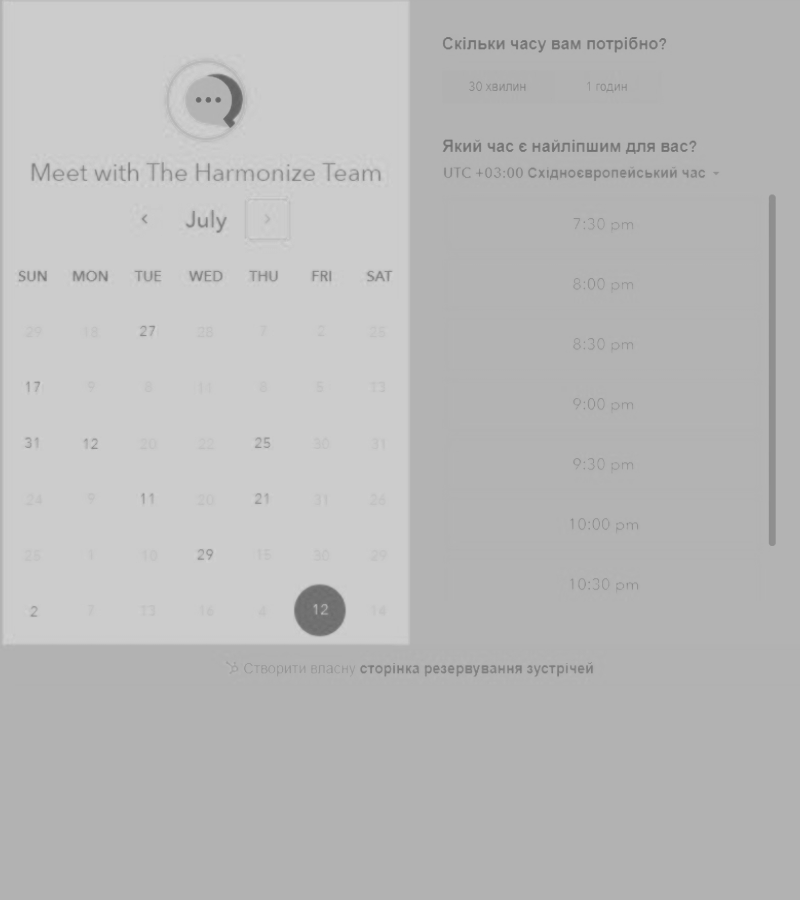 Meet with The Harmonize Team
July
SUN MON TUE WED THU FRI SAT
29 18 27 28 7 2 25
17 9 8 11 8 5 13
31 12 20 22 25 30 31
24 9 11 20 21 31 26
25 1 10 29 15 30 29
2 7 13 16 4 12 14
Скільки часу вам потрібно?
30 хвилин 1 годин
Який час є найліпшим для вас?
UTC +03:00 Східноєвропейський час
7:30 pm
8:00 pm
8:30 pm
9:00 pm
9:30 pm
10:00 pm
10:30 pm
Створити власну сторінка резервування зустрічей